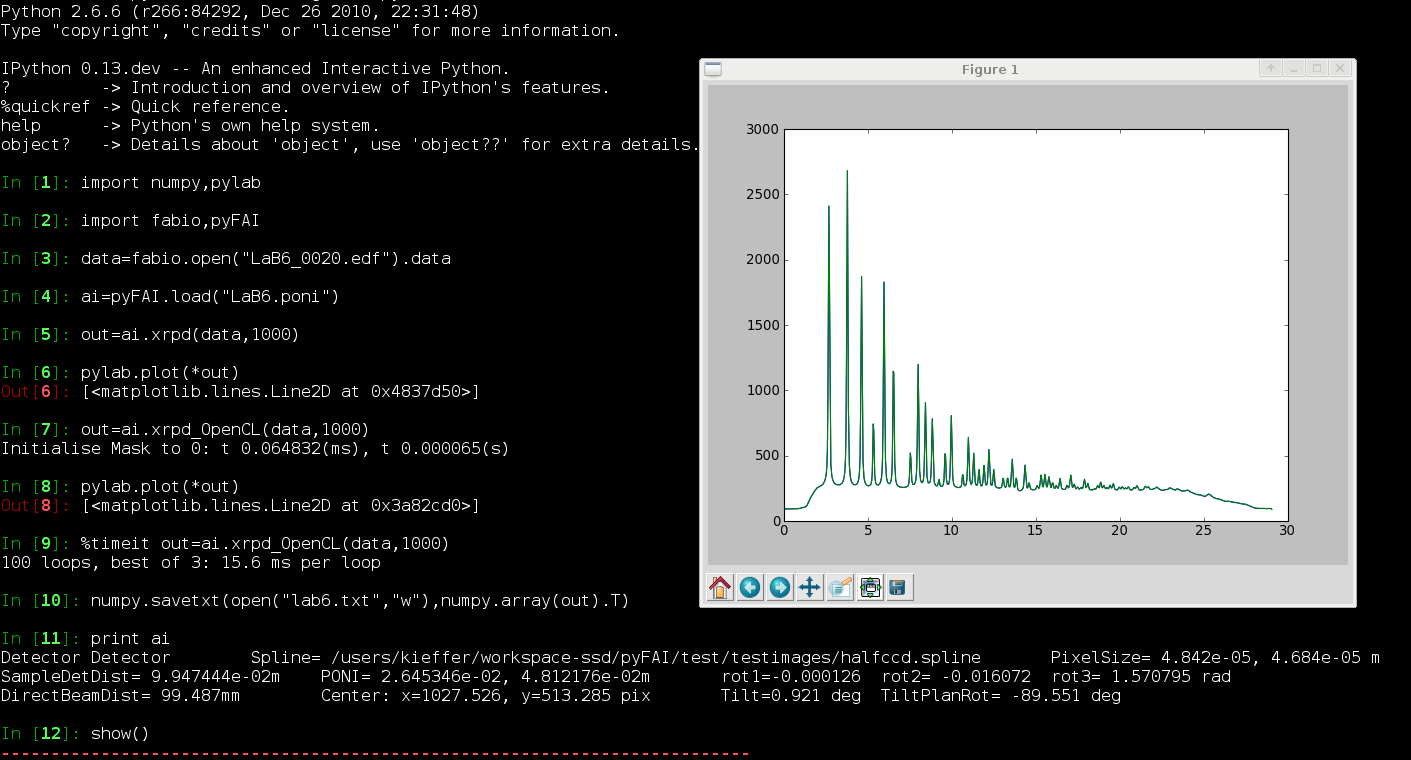 Python 2.6.6 (r266:84292, Dec 26 2010, 22:31:48)
Type "copyright", "credits" or "license" for more information.
IPython 0.13.dev -- An enhanced Interactive Python.
?         -> Introduction and overview of IPython's features.
%quickref -> Quick reference.
help      -> Python's own help system.
object?   -> Details about 'object', use 'object??' for extra details.
In [1]: import numpy,pylab
In [2]: import fabio,pyFAI
In [3]: data=fabio.open("LaB6_0020.edf").data
In [4]: ai=pyFAI.load("LaB6.poni")
In [5]: out=ai.xrpd(data,1000)
In [6]: pylab.plot(*out)
Out[6]: [<matplotlib.lines.Line2D at 0x4837d50>]
In [7]: out=ai.xrpd_OpenCL(data,1000)
Initialise Mask to 0: t 0.064832(ms), t 0.000065(s)
In [8]: pylab.plot(*out)
Out[8]: [<matplotlib.lines.Line2D at 0x3a82cd0>]
In [9]: %timeit out=ai.xrpd_OpenCL(data,1000)
100 loops, best of 3: 15.6 ms per loop
In [10]: numpy.savetxt(open("lab6.txt","w"),numpy.array(out).T)
In [11]: print ai
Detector Detector        Spline= /users/kieffer/workspace-ssd/pyFAI/test/testimages/halfccd.spline       PixelSize= 4.842e-05, 4.684e-05 m
SampleDetDist= 9.947444e-02m    PONI= 2.645346e-02, 4.812176e-02m       rot1=-0.000126  rot2= -0.016072  rot3= 1.570795 rad
DirectBeamDist= 99.487mm        Center: x=1027.526, y=513.285 pix       Tilt=0.921 deg  TiltPlanRot= -89.551 deg
In [12]: show()
---------------------------------------------------------------------------
Figure 1
3000
2500
2000
1500
1000
500
0
0 5 10 15 20 25 30